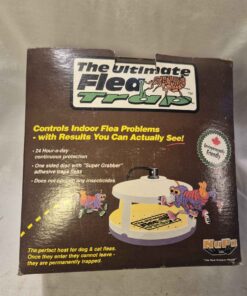 The Ultimate
Flea
Trap
Controls Indoor Flea Problems
- with Results You Can Actually See!
- 24 Hour-a-day
continuous protection
- One sided disc with "Super Grabber"
adhesive traps fleas
- Does not contain any insecticides
Environment
Friendly
The perfect host for dog & cat fleas.
Once they enter they cannot leave -
they are permanently trapped.